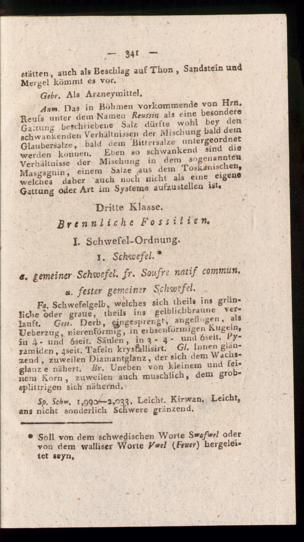 — 341 —
stätten, auch als Beschlag auf Thon, Sandstein und
Mergel kömmt es vor.
Gebr. Als Arzneymittel.
Anm. Das in Böhmen vorkommende von Hrn.
Reuſs unter dem Namen Reussin als eine besondere
Gattung beschriebene Salz dürfte wohl bey den
schwankenden Verhältnissen der Mischung bald dem
Glaubersalze, bald dem Bittersalze untergeordnet
werden können. Eben so schwankend sind die
Verhältnisse der Mischung in dem sogenannten
Masgagnin, einem Salze aus dem Toskanischen,
welches daher auch noch nicht als eine eigene
Gattung oder Art im Systeme aufzustellen ist.
Dritte Klasse.
Brennliche Fossilien.
I. Schwefel-Ordnung.
1. Schwefel.*
a. gemeiner Schwefel. fr. Soufre natif commun.
α. fester gemeiner Schwefel.
Fa. Schwefelgelb, welches sich theils ins grün-
liche oder graue, theils ins gelblichbraune ver-
lauft. Gest. Derb, eingesprengt, angeflogen, als
Ueberzug, nierenförmig, in erbsenförmigen Kugeln,
in 4- und 6seit. Säulen, in 3- 4- und 6seit. Py-
ramiden, 4seit. Tafeln krystallisirt. Gl. Innen glän-
zend, zuweilen Diamantglanz, der sich dem Wachs-
glanze nähert. Br. Uneben von kleinem und fei-
nem Korn, zuweilen auch muschlich, dem grob-
splittrigen sich nähernd.
Sp. Schw. 1,990—2,033. Leicht. Kirwan. Leicht,
ans nicht sonderlich Schwere gränzend.
* Soll von dem schwedischen Worte Swafwel oder
von dem walliser Worte Vwel (Feuer) hergelei-
tet seyn.